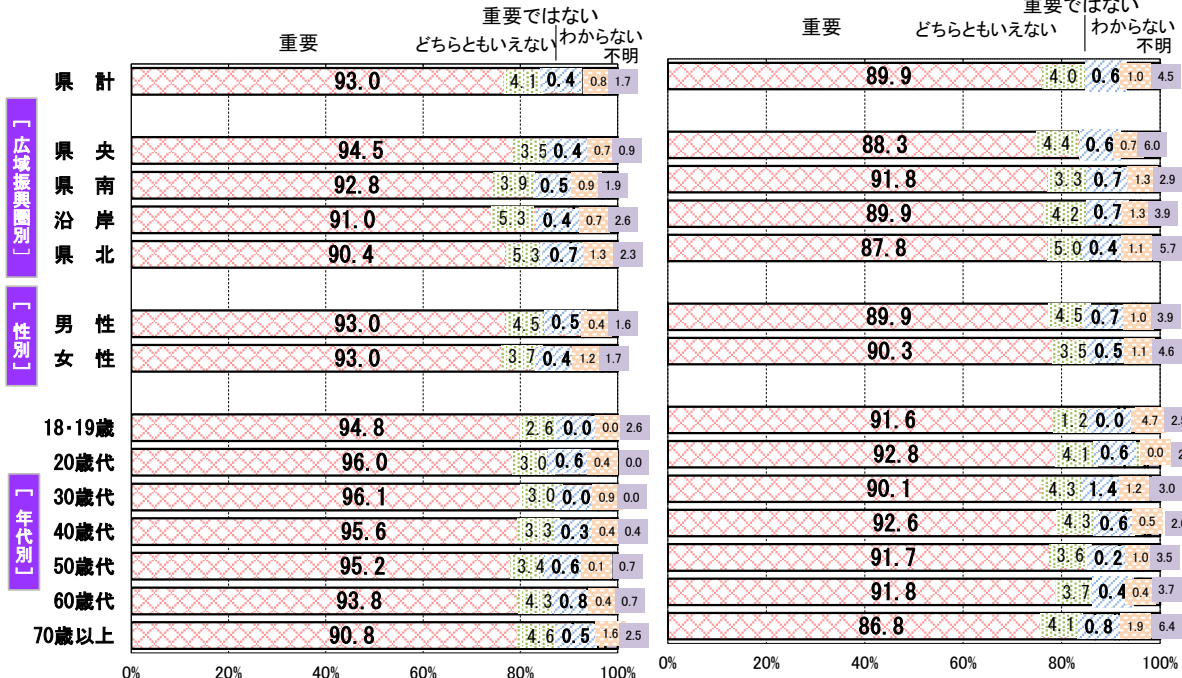 重要ではない
重要 どちらともいえない わからない
不明
県 計 93.0 4.1 0.4 0.8 1.7
[広域振興圏別]
県 央 94.5 3.5 0.4 0.7 0.9
県 南 92.8 3.9 0.5 0.9 1.9
沿 岸 91.0 5.3 0.4 0.7 2.6
県 北 90.4 5.3 0.7 1.3 2.3
[性別]
男 性 93.0 4.5 0.5 0.4 1.6
女 性 93.0 3.7 0.4 1.2 1.7
18・19歳 94.8 2.6 0.0 0.0 2.6
20歳代 96.0 3.0 0.6 0.4 0.0
[年代別]
30歳代 96.1 3.0 0.0 0.9 0.0
40歳代 95.6 3.3 0.3 0.4 0.4
50歳代 95.2 3.4 0.6 0.1 0.7
60歳代 93.8 4.3 0.8 0.4 0.7
70歳以上 90.8 4.6 0.5 1.6 2.5
0% 20% 40% 60% 80% 100%
重要ではない
重要 どちらともいえない わからない
不明
89.9 4.0 0.6 1.0 4.5
88.3 4.4 0.6 0.7 6.0
91.8 3.3 0.7 1.3 2.9
89.9 4.2 0.7 1.3 3.9
87.8 5.0 0.4 1.1 5.7
89.9 4.5 0.7 1.0 3.9
90.3 3.5 0.5 1.1 4.6
91.6 1.2 0.0 4.7 2.5
92.8 4.1 0.6 0.0
90.1 4.3 1.4 1.2 3.0
92.6 4.3 0.6 0.5
91.7 3.6 0.2 1.0 3.5
91.8 3.7 0.4 0.4 3.7
86.8 4.1 0.8 1.9 6.4
0% 20% 40% 60% 80% 100%